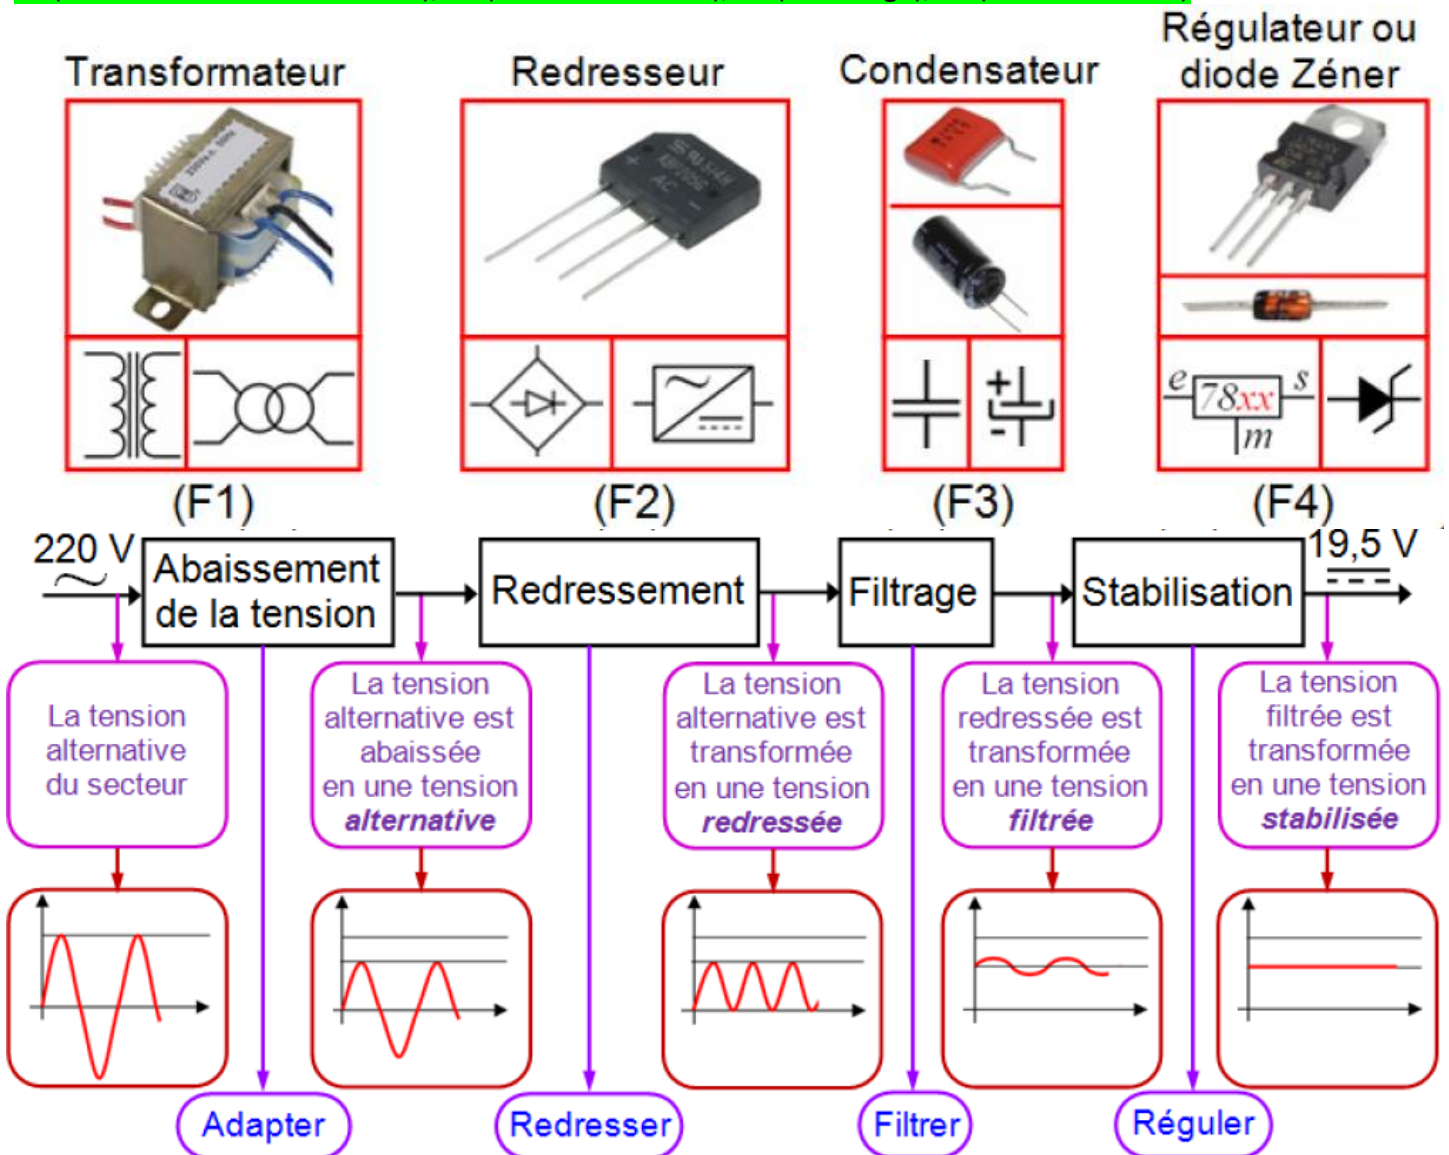 Transformateur
Redresseur
Condensateur
Régulateur ou
diode Zéner
+
AC
-
+
-
e
78xx
s
m
(F1)
(F2)
(F3)
(F4)
220 V
Abaissement
de la tension
Redressement
Filtrage
Stabilisation
19,5 V
La tension
alternative
du secteur
La tension
alternative est
abaissée
en une tension
alternative
La tension
alternative est
transformée
en une tension
redressée
La tension
redressée est
transformée
en une tension
filtrée
La tension
filtrée est
transformée
en une tension
stabilisée
Adapter
Redresser
Filtrer
Réguler